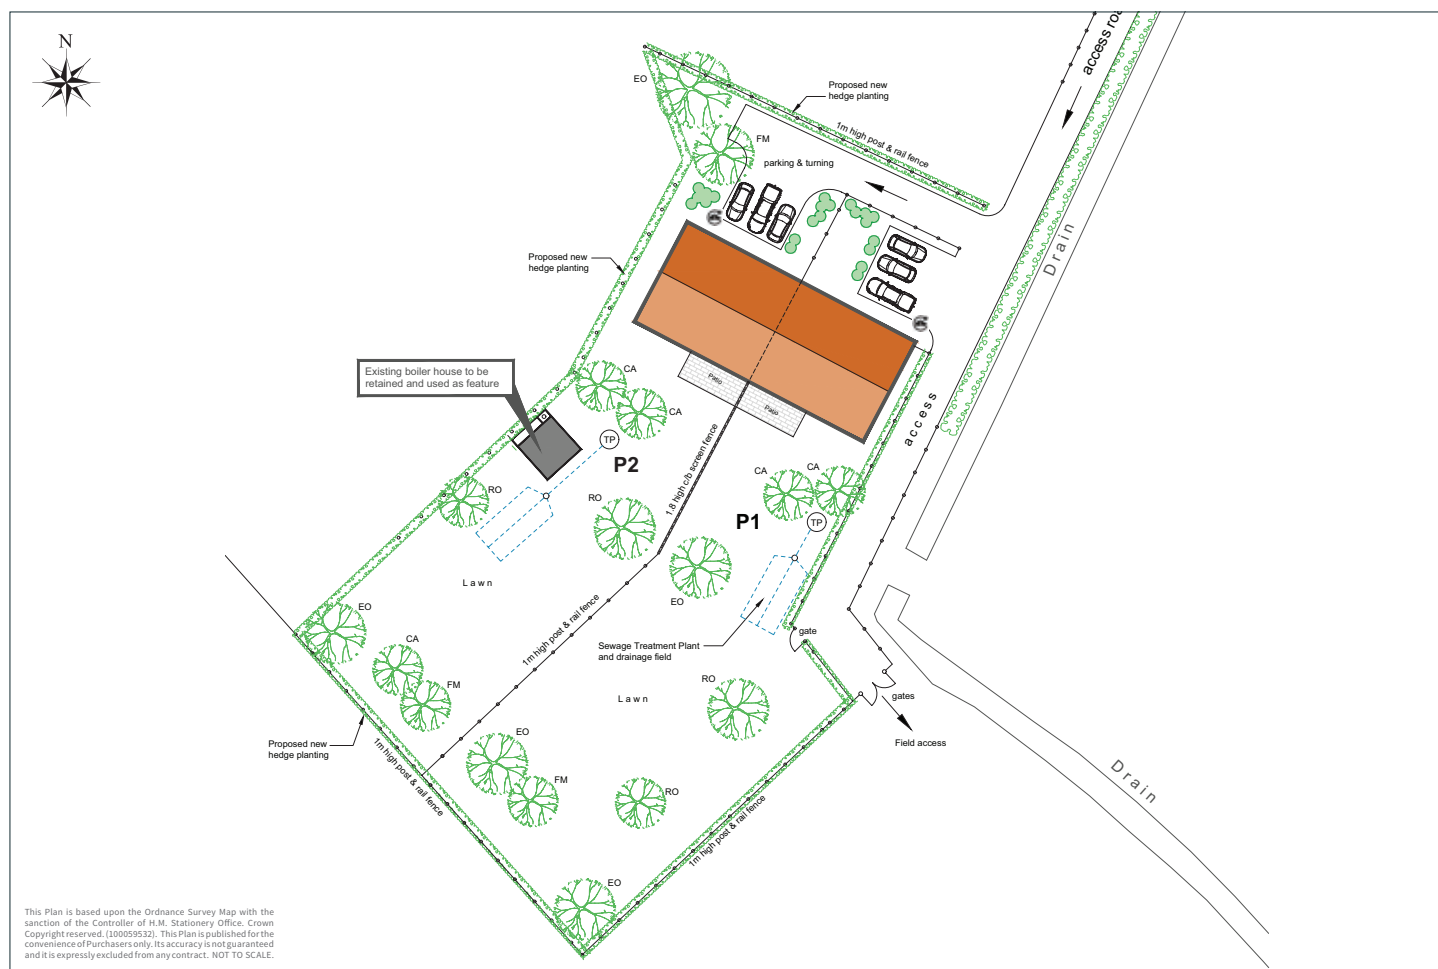 N
EO
Proposed new
hedge planting
access
1m high post & rail fence
FM
parking & turning
Drain
Proposed new
hedge planting
Existing boiler house to be
retained and used as feature
CA
CA
Patio
Patio
access
TP
P2
1.8 high c/b screen fence
CA
CA
RO
RO
P1
TP
Lawn
EO
EO
1m high post & rail fence
gate
Sewage Treatment Plant
and drainage field
CA
FM
RO
Lawn
gates
Field access
EO
Proposed new
hedge planting
1m high post & rail fence
FM
RO
1m high post & rail fence
Drain
EO
This Plan is based upon the Ordnance Survey Map with the
sanction of the Controller of H.M. Stationery Office. Crown
Copyright reserved. (100059532). This Plan is published for the
convenience of Purchasers only. Its accuracy is not guaranteed
and it is expressly excluded from any contract. NOT TO SCALE.